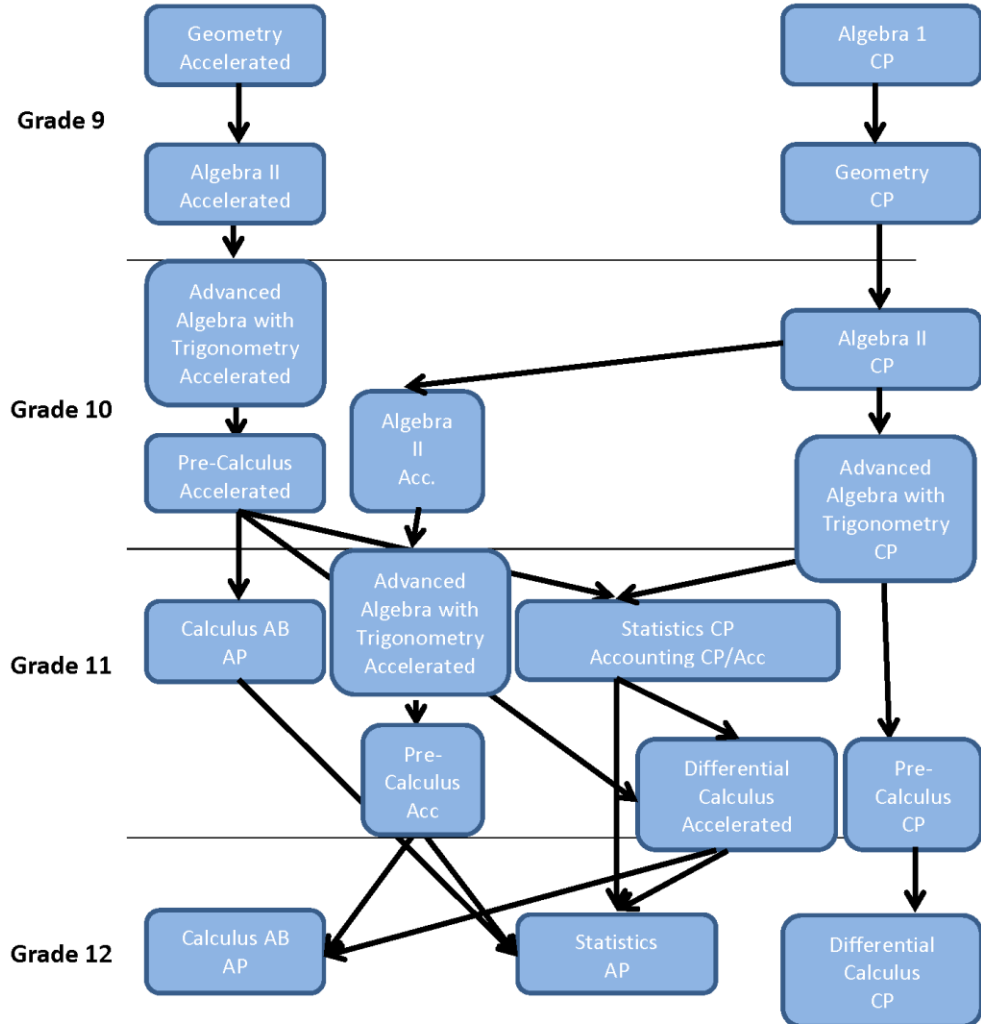 Geometry
Accelerated
Algebra 1
CP
Grade 9
Algebra II
Accelerated
Geometry
CP
Advanced
Algebra with
Trigonometry
Accelerated
Algebra II
CP
Grade 10
Algebra
II
Acc.
Pre-Calculus
Accelerated
Advanced
Algebra with
Trigonometry
CP
Grade 11
Calculus AB
AP
Advanced
Algebra with
Trigonometry
Accelerated
Statistics CP
Accounting CP/Acc
Pre-
Calculus
Acc
Differential
Calculus
Accelerated
Pre-
Calculus
CP
Grade 12
Calculus AB
AP
Statistics
AP
Differential
Calculus
CP